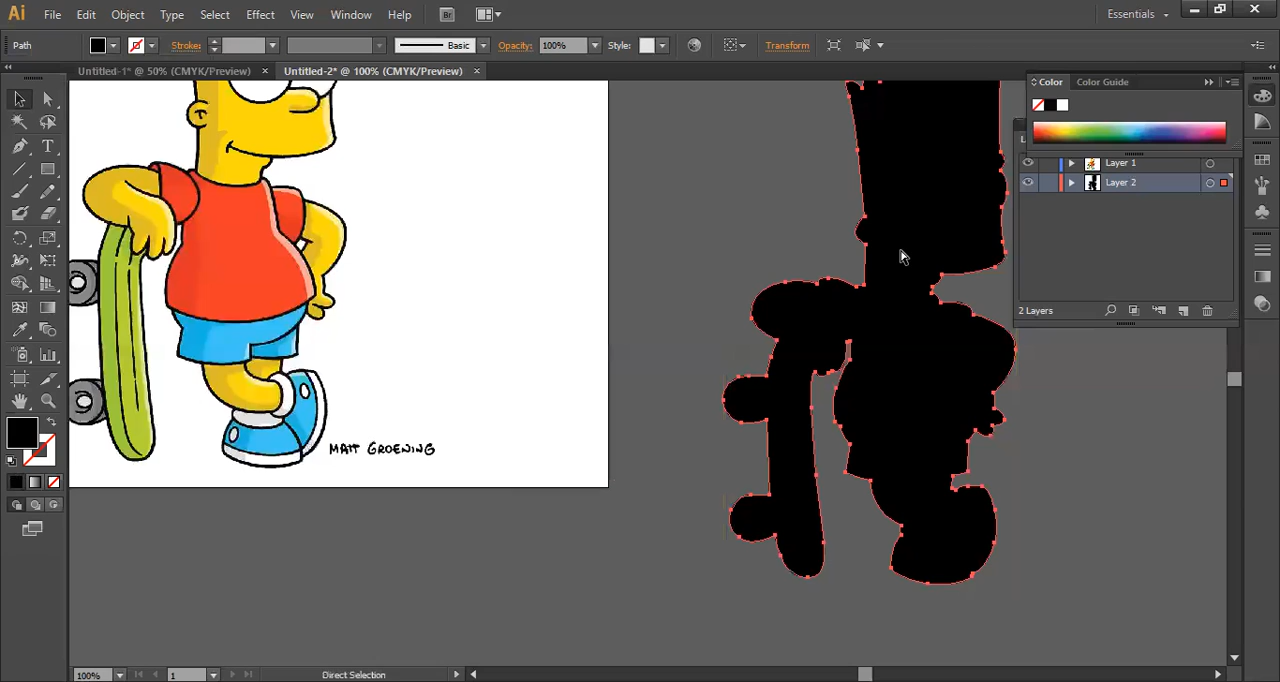 Ai File Edit Object Type Select Effect View Window Help Br Essentials
Path Stroke: Basic Opacity: 100% Style: Transform
Untitled-1* @ 50% (CMYK/Preview) × Untitled-2* @ 100% (CMYK/Preview) ×
Color Color Guide
Layer 1
Layer 2
2 Layers
MATT GROENING
100% 1 Direct Selection